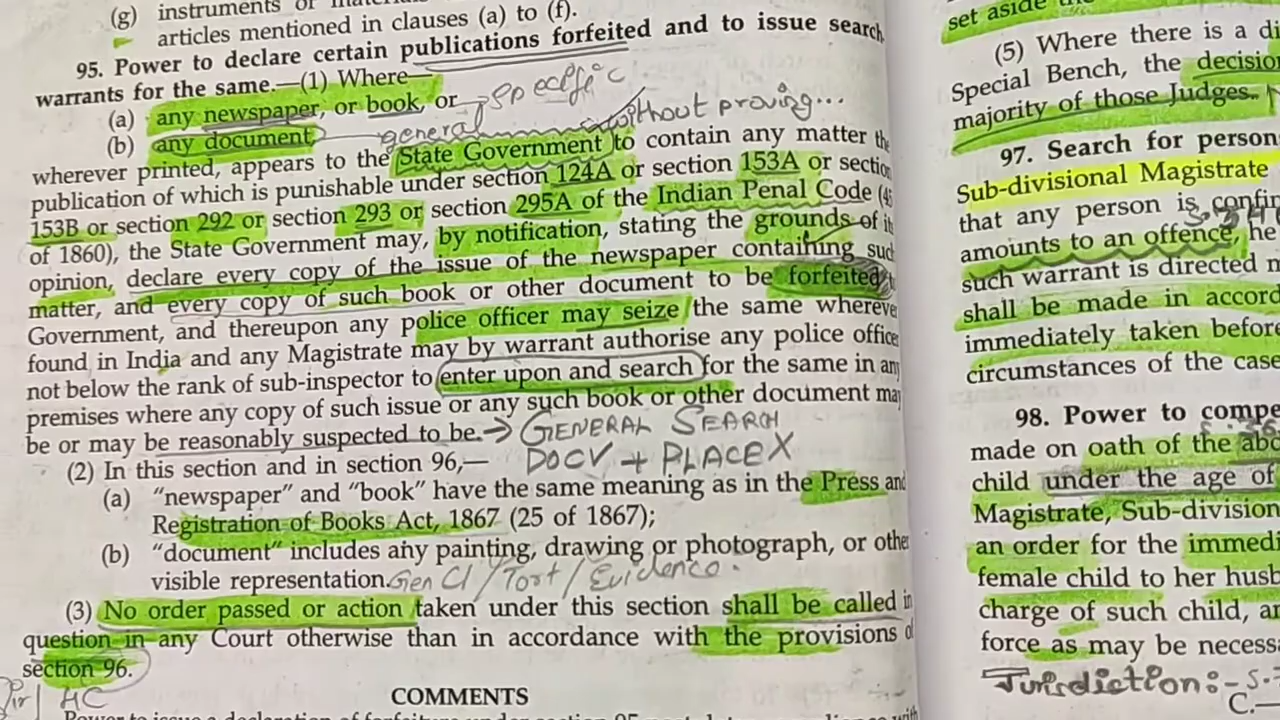 (g) instruments or
articles mentioned in clauses (a) to (f).
95. Power to declare certain publications forfeited and to issue search
warrants for the same.—(1) Where—
(a) any newspaper, or book, or → Specific
(b) any document, general without proving...
wherever printed, appears to the State Government to contain any matter the
publication of which is punishable under section 124A or section 153A or section
153B or section 292 or section 293 or section 295A of the Indian Penal Code (45
of 1860), the State Government may, by notification, stating the grounds of its
opinion, declare every copy of the issue of the newspaper containing such
matter, and every copy of such book or other document to be forfeited
Government, and thereupon any police officer may seize the same wherever
found in India and any Magistrate may by warrant authorise any police office
not below the rank of sub-inspector to enter upon and search for the same in any
premises where any copy of such issue or any such book or other document may
be or may be reasonably suspected to be. → GENERAL SEARCH
DOC✓ + PLACE X
(2) In this section and in section 96,—
(a) "newspaper" and "book" have the same meaning as in the Press and
Registration of Books Act, 1867 (25 of 1867);
(b) "document" includes any painting, drawing or photograph, or other
visible representation. Gen Cl / Tort / Evidence.
(3) No order passed or action taken under this section shall be called in
question in any Court otherwise than in accordance with the provisions of
section 96.
HC
COMMENTS
set aside
(5) Where there is a di
Special Bench, the decision
majority of those Judges.
97. Search for person
Sub-divisional Magistrate
that any person is confin
amounts to an offence, he
such warrant is directed m
shall be made in accord
immediately taken before
circumstances of the case
98. Power to compe
made on oath of the abd
child under the age of
Magistrate, Sub-division
an order for the immedi
female child to her husb
charge of such child, an
force as may be necessa
Jurisdiction:-
C.—